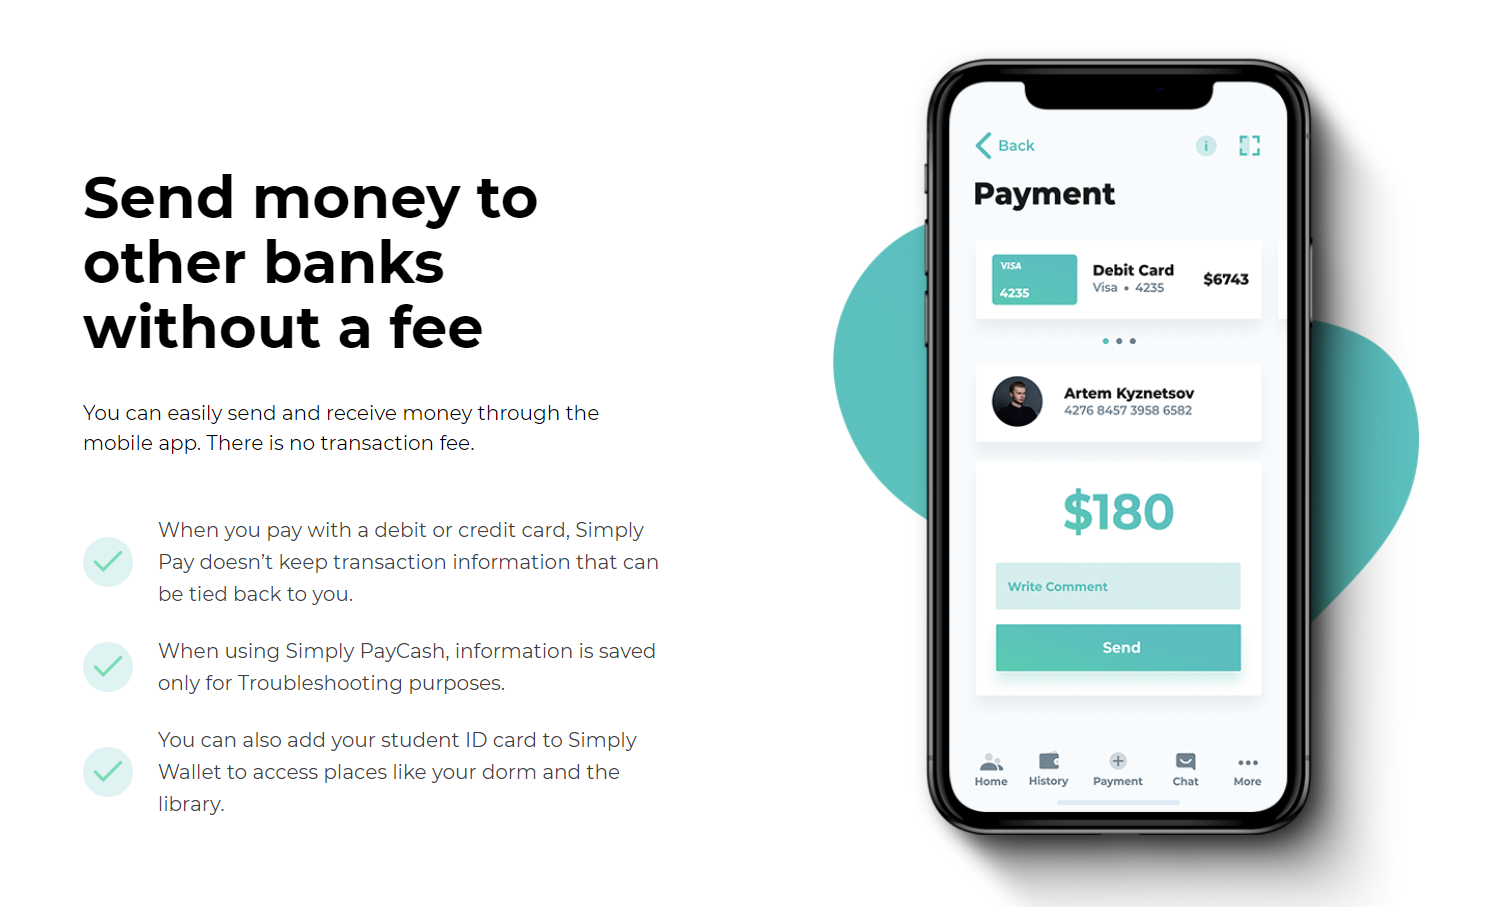 Send money to
other banks
without a fee
You can easily send and receive money through the
mobile app. There is no transaction fee.
When you pay with a debit or credit card, Simply
Pay doesn’t keep transaction information that can
be tied back to you.
When using Simply PayCash, information is saved
only for Troubleshooting purposes.
You can also add your student ID card to Simply
Wallet to access places like your dorm and the
library.
Back
i
Payment
VISA
4235
Debit Card
Visa • 4235
$6743
Artem Kyznetsov
4276 8457 3958 6582
$180
Write Comment
Send
Home
History
Payment
Chat
More